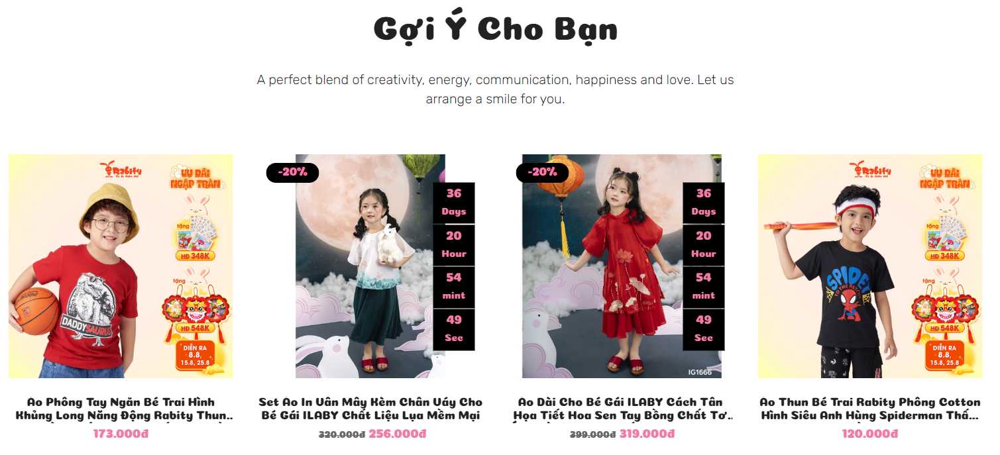 Gợi Ý Cho Bạn
A perfect blend of creativity, energy, communication, happiness and love. Let us
arrange a smile for you.
Rabity
ƯU ĐÃI
NGẬP TRÀN
tặng
HĐ 348K
tặng
HĐ 548K
DIỄN RA
8.8,
15.8, 25.8
DADDYSAURUS
Áo Phông Tay Ngắn Bé Trai Hình
Khủng Long Năng Động Rabity Thun...
173.000đ
-20%
36
Days
20
Hour
54
mint
49
Sec
Set Áo In Vân Mây Kèm Chân Váy Cho
Bé Gái ILABY Chất Liệu Lụa Mềm Mại
320.000đ 256.000đ
-20%
36
Days
20
Hour
54
mint
49
Sec
IG1666
Áo Dài Cho Bé Gái ILABY Cách Tân
Họa Tiết Hoa Sen Tay Bồng Chất Tơ...
399.000đ 319.000đ
Rabity
ƯU ĐÃI
NGẬP TRÀN
tặng
HĐ 348K
tặng
HĐ 548K
DIỄN RA
8.8,
15.8, 25.8
SPIDEY
TO THE RESCUE
Áo Thun Bé Trai Rabity Phông Cotton
Hình Siêu Anh Hùng Spiderman Thấ...
120.000đ